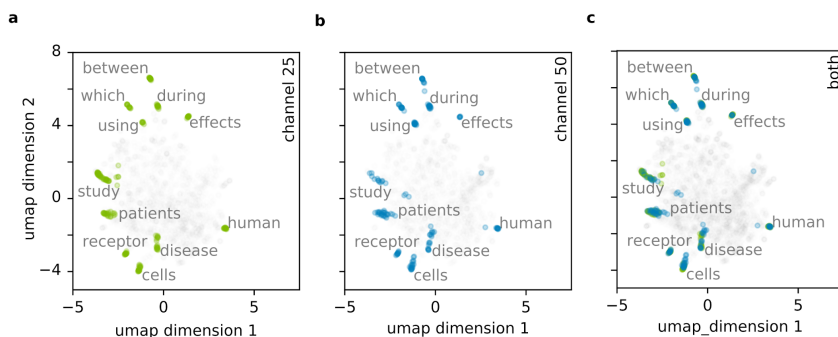 a
b
c
8
4
0
−4
umap dimension 2
between
which
during
using
effects
study
patients
human
receptor
disease
cells
channel 25
−5
0
5
umap dimension 1
between
which
during
using
effects
study
patients
human
receptor
disease
cells
channel 50
−5
0
5
umap dimension 1
between
which
during
using
effects
study
patients
human
receptor
disease
cells
both
−5
0
5
umap_dimension 1